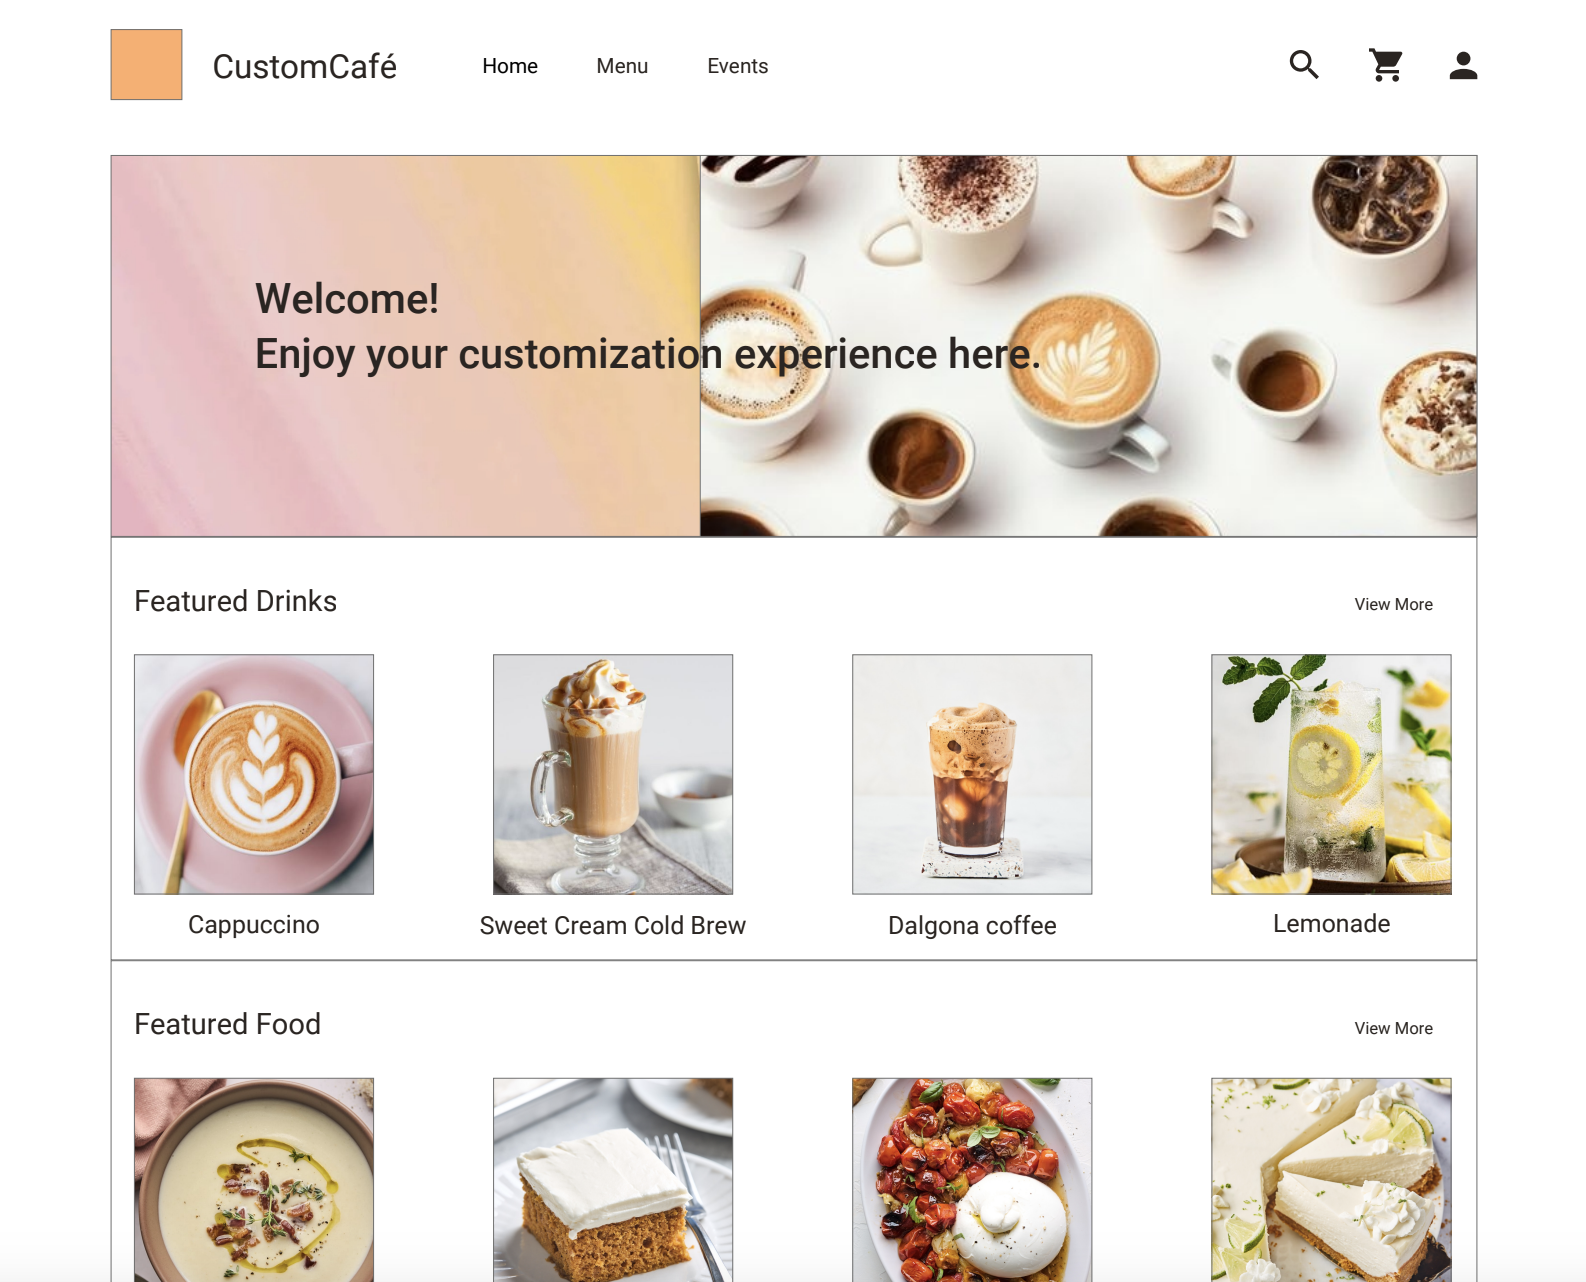 CustomCafé
Home
Menu
Events
Welcome!
Enjoy your customization experience here.
Featured Drinks
View More
Cappuccino
Sweet Cream Cold Brew
Dalgona coffee
Lemonade
Featured Food
View More